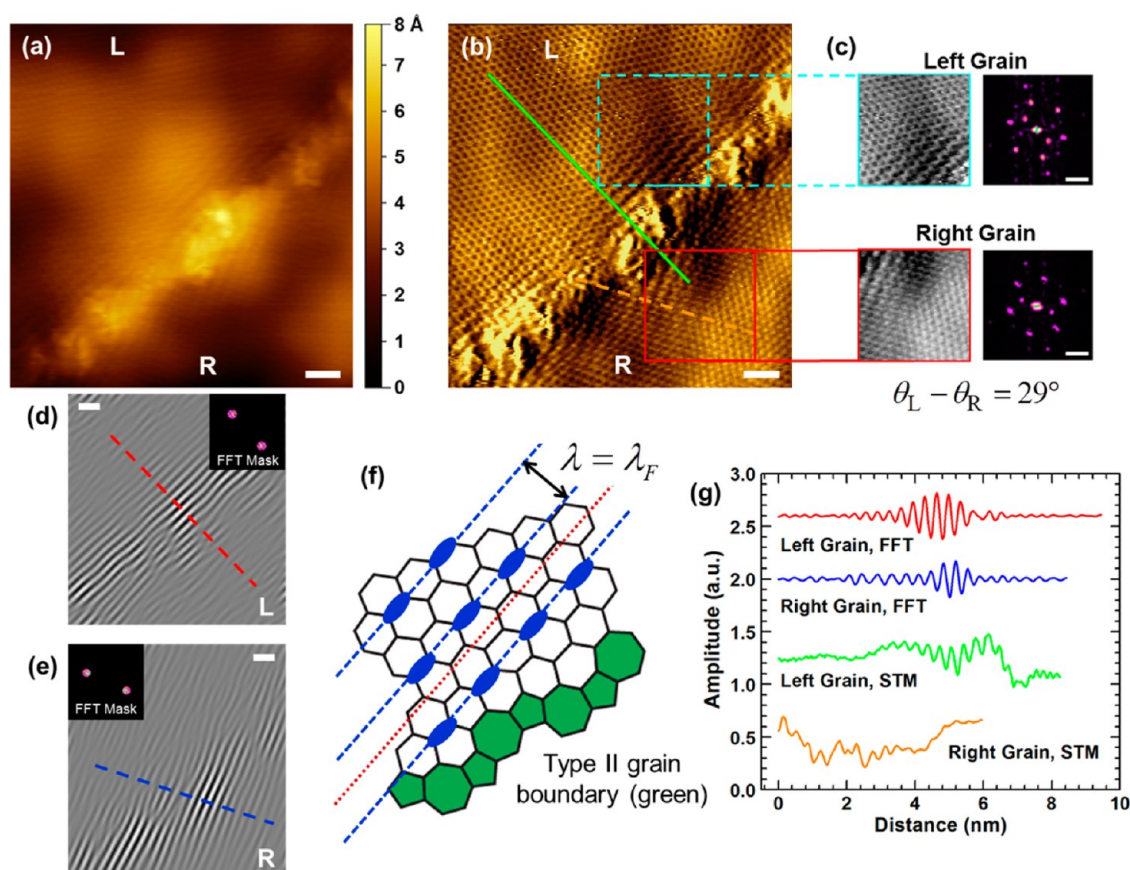 (a)
L
R
8 Å
7
6
5
4
3
2
1
0
(b)
L
R
(c)
Left Grain
Right Grain
θL − θR = 29°
(d)
FFT Mask
L
(e)
FFT Mask
R
(f)
λ = λF
Type II grain
boundary (green)
(g)
Amplitude (a.u.)
3.0
2.5
2.0
1.5
1.0
0.5
0.0
Left Grain, FFT
Right Grain, FFT
Left Grain, STM
Right Grain, STM
0 2 4 6 8 10
Distance (nm)